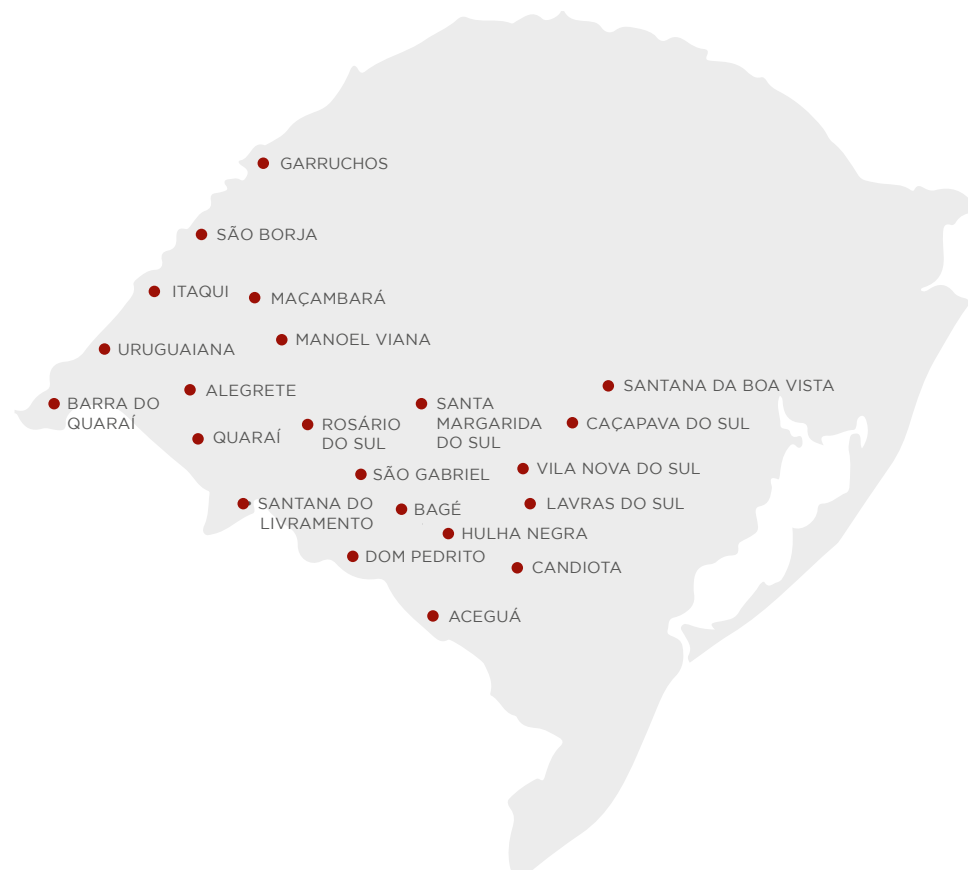 GARRUCHOS
SÃO BORJA
ITAQUI
MAÇAMBARÁ
MANOEL VIANA
URUGUAIANA
ALEGRETE
SANTANA DA BOA VISTA
BARRA DO
QUARAÍ
SANTA
MARGARIDA
DO SUL
CAÇAPAVA DO SUL
ROSÁRIO
DO SUL
QUARAÍ
VILA NOVA DO SUL
SÃO GABRIEL
SANTANA DO
LIVRAMENTO
LAVRAS DO SUL
BAGÉ
HULHA NEGRA
DOM PEDRITO
CANDIOTA
ACEGUÁ